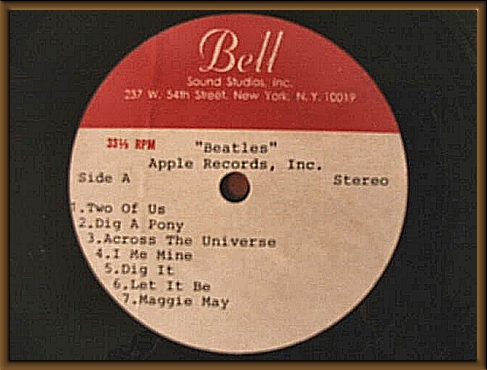 Bell
Sound Studios, Inc.
237 W. 54th Street, New York, N.Y. 10019
33⅓ RPM
"Beatles"
Apple Records, Inc.
Side A Stereo
1.Two Of Us
2.Dig A Pony
3.Across The Universe
4.I Me Mine
5.Dig It
6.Let It Be
7.Maggie May